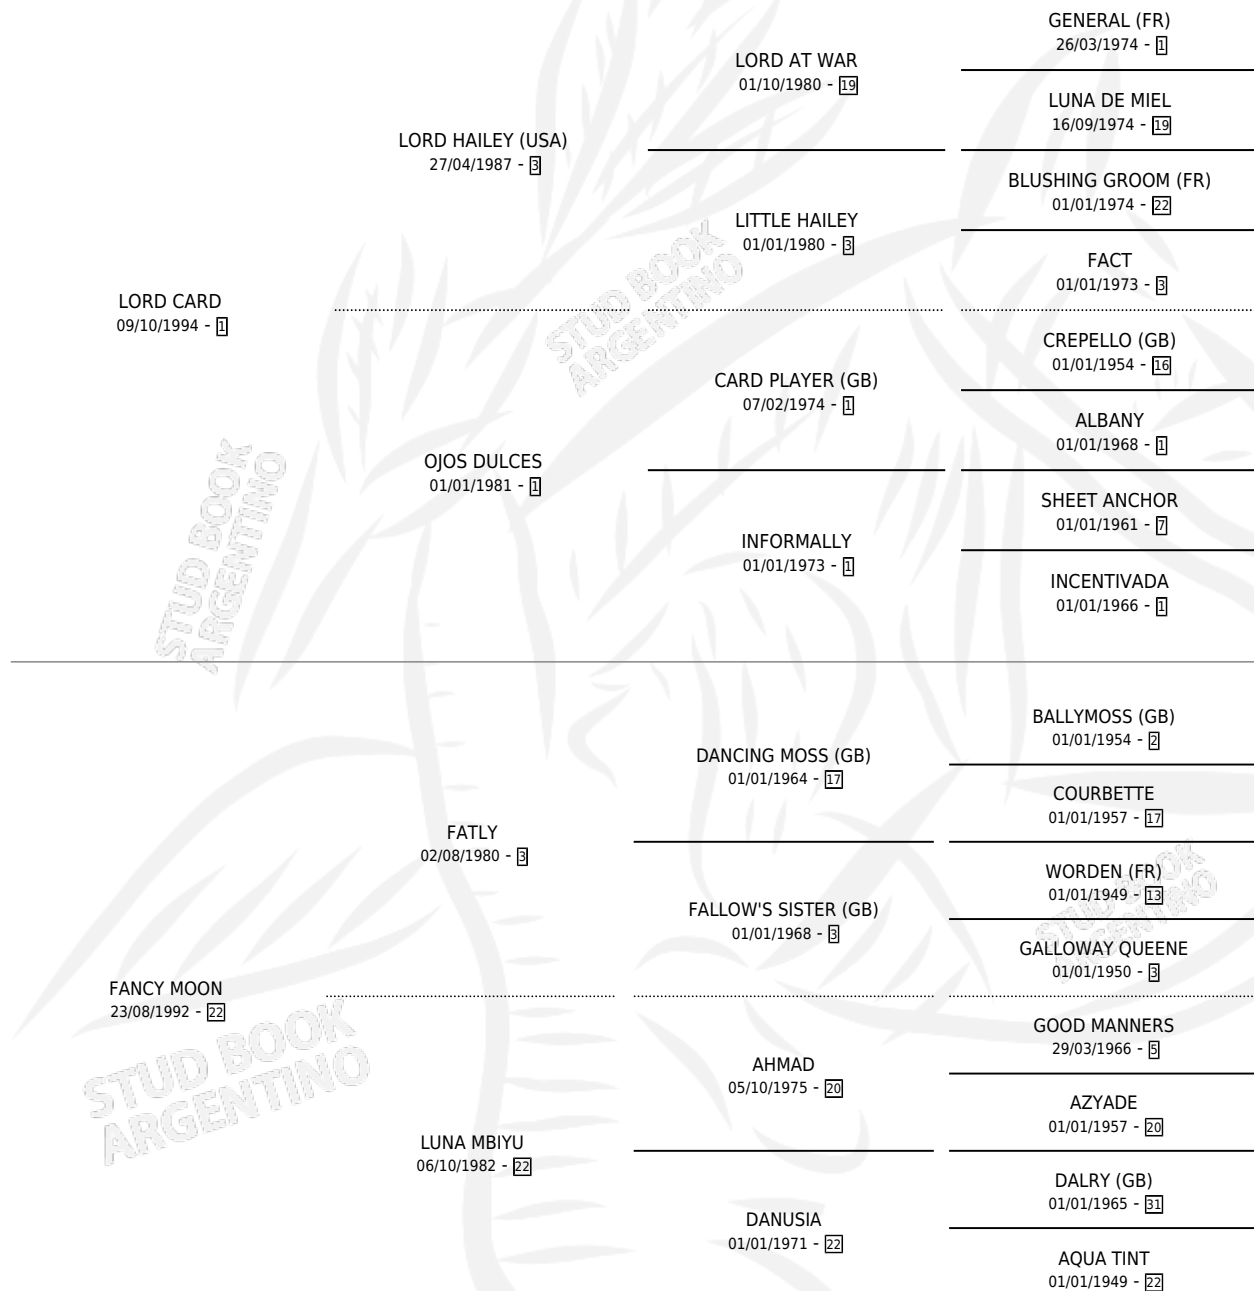 GENERAL (FR)
26/03/1974 - 1
LORD AT WAR
01/10/1980 - 19
LUNA DE MIEL
16/09/1974 - 19
LORD HAILEY (USA)
27/04/1987 - 3
BLUSHING GROOM (FR)
01/01/1974 - 22
LITTLE HAILEY
01/01/1980 - 3
FACT
01/01/1973 - 3
LORD CARD
09/10/1994 - 1
CREPELLO (GB)
01/01/1954 - 16
CARD PLAYER (GB)
07/02/1974 - 1
ALBANY
01/01/1968 - 1
OJOS DULCES
01/01/1981 - 1
SHEET ANCHOR
01/01/1961 - 7
INFORMALLY
01/01/1973 - 1
INCENTIVADA
01/01/1966 - 1
BALLYMOSS (GB)
01/01/1954 - 2
DANCING MOSS (GB)
01/01/1964 - 17
COURBETTE
01/01/1957 - 17
FATLY
02/08/1980 - 3
WORDEN (FR)
01/01/1949 - 13
FALLOW'S SISTER (GB)
01/01/1968 - 3
GALLOWAY QUEENE
01/01/1950 - 3
FANCY MOON
23/08/1992 - 22
GOOD MANNERS
29/03/1966 - 5
AHMAD
05/10/1975 - 20
AZYADE
01/01/1957 - 20
LUNA MBIYU
06/10/1982 - 22
DALRY (GB)
01/01/1965 - 31
DANUSIA
01/01/1971 - 22
AQUA TINT
01/01/1949 - 22
STUD BOOK
ARGENTINO
STUD BOOK
ARGENTINO
STUD BOOK
ARGENTINO
STUD BOOK
ARGENTINO